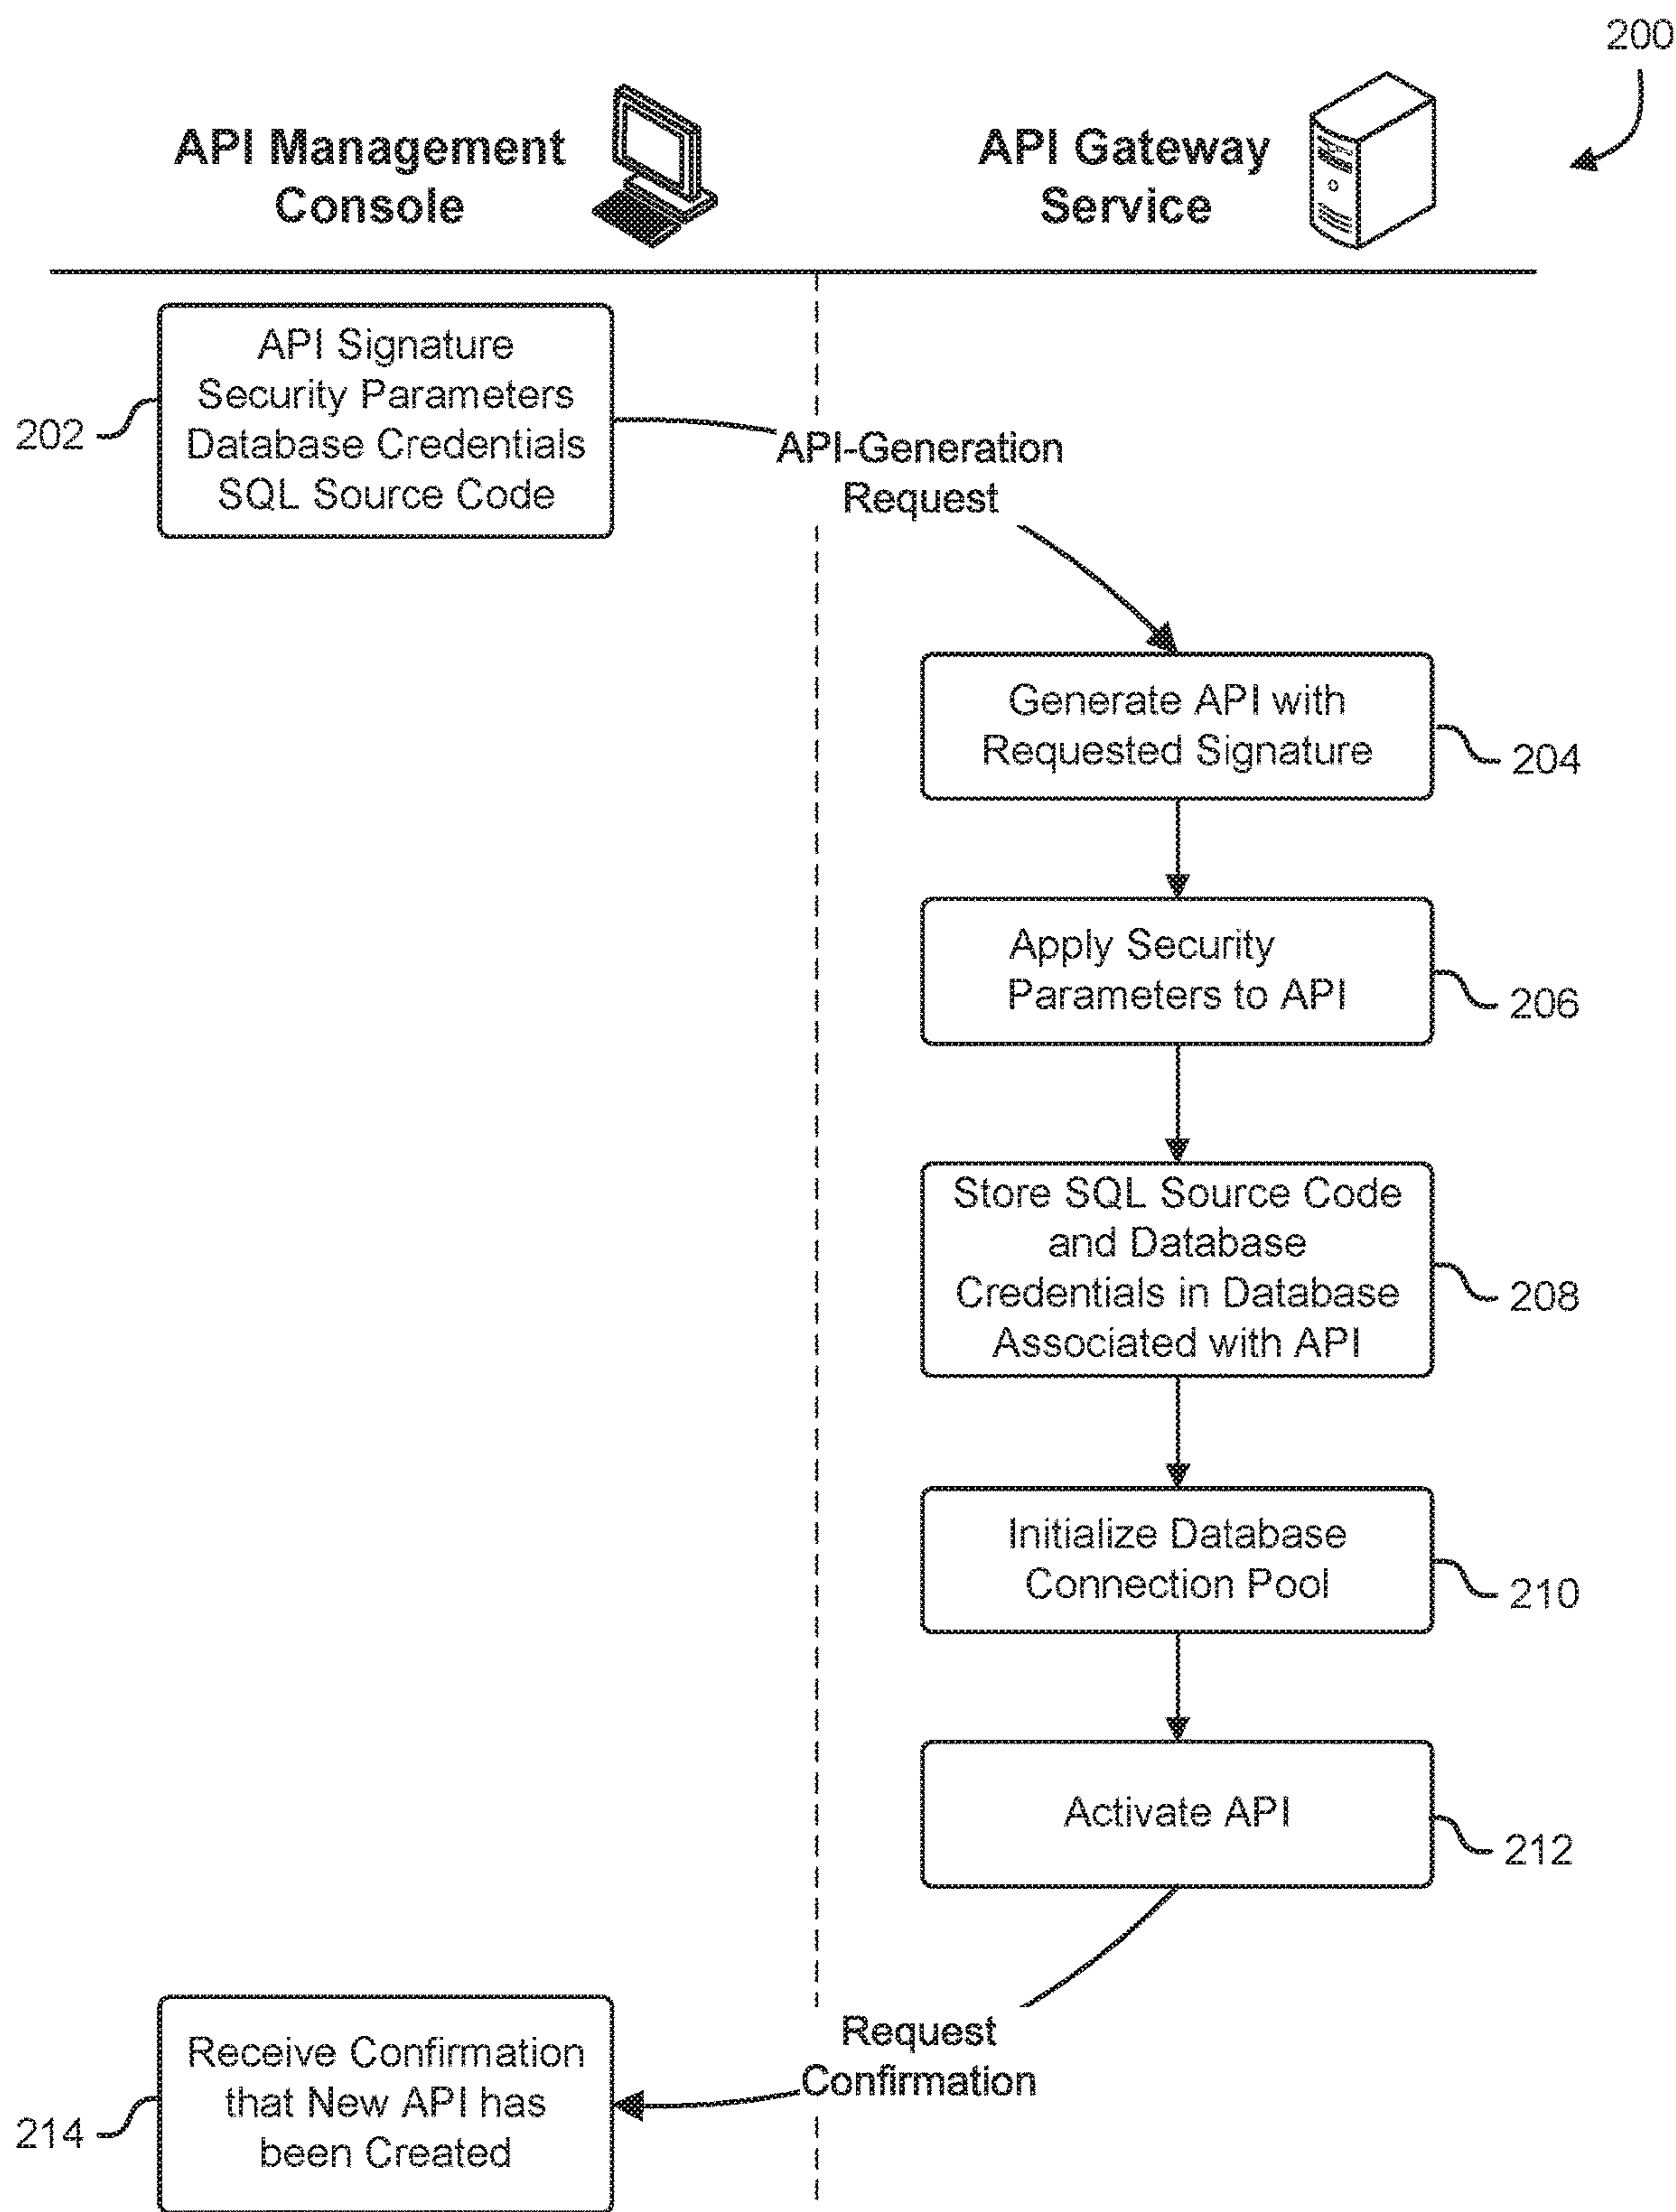 200
API Management
Console
API Gateway
Service
API Signature
Security Parameters
Database Credentials
SQL Source Code
202
API-Generation
Request
Generate API with
Requested Signature
204
Apply Security
Parameters to API
206
Store SQL Source Code
and Database
Credentials in Database
Associated with API
208
Initialize Database
Connection Pool
210
Activate API
212
Request
Confirmation
Receive Confirmation
that New API has
been Created
214